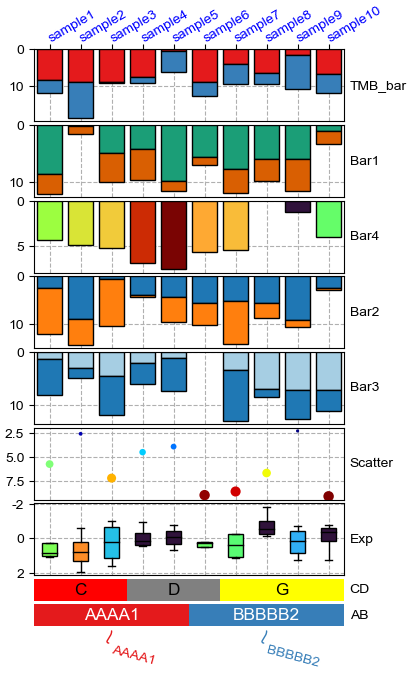 sample1 sample2 sample3 sample4 sample5 sample6 sample7 sample8 sample9 sample10
0
10
TMB_bar
0
10
Bar1
0
5
Bar4
0
10
Bar2
0
10
Bar3
2.5
5.0
7.5
Scatter
-2
0
2
Exp
C D G CD
AAAA1 BBBBB2 AB
AAAA1 BBBBB2